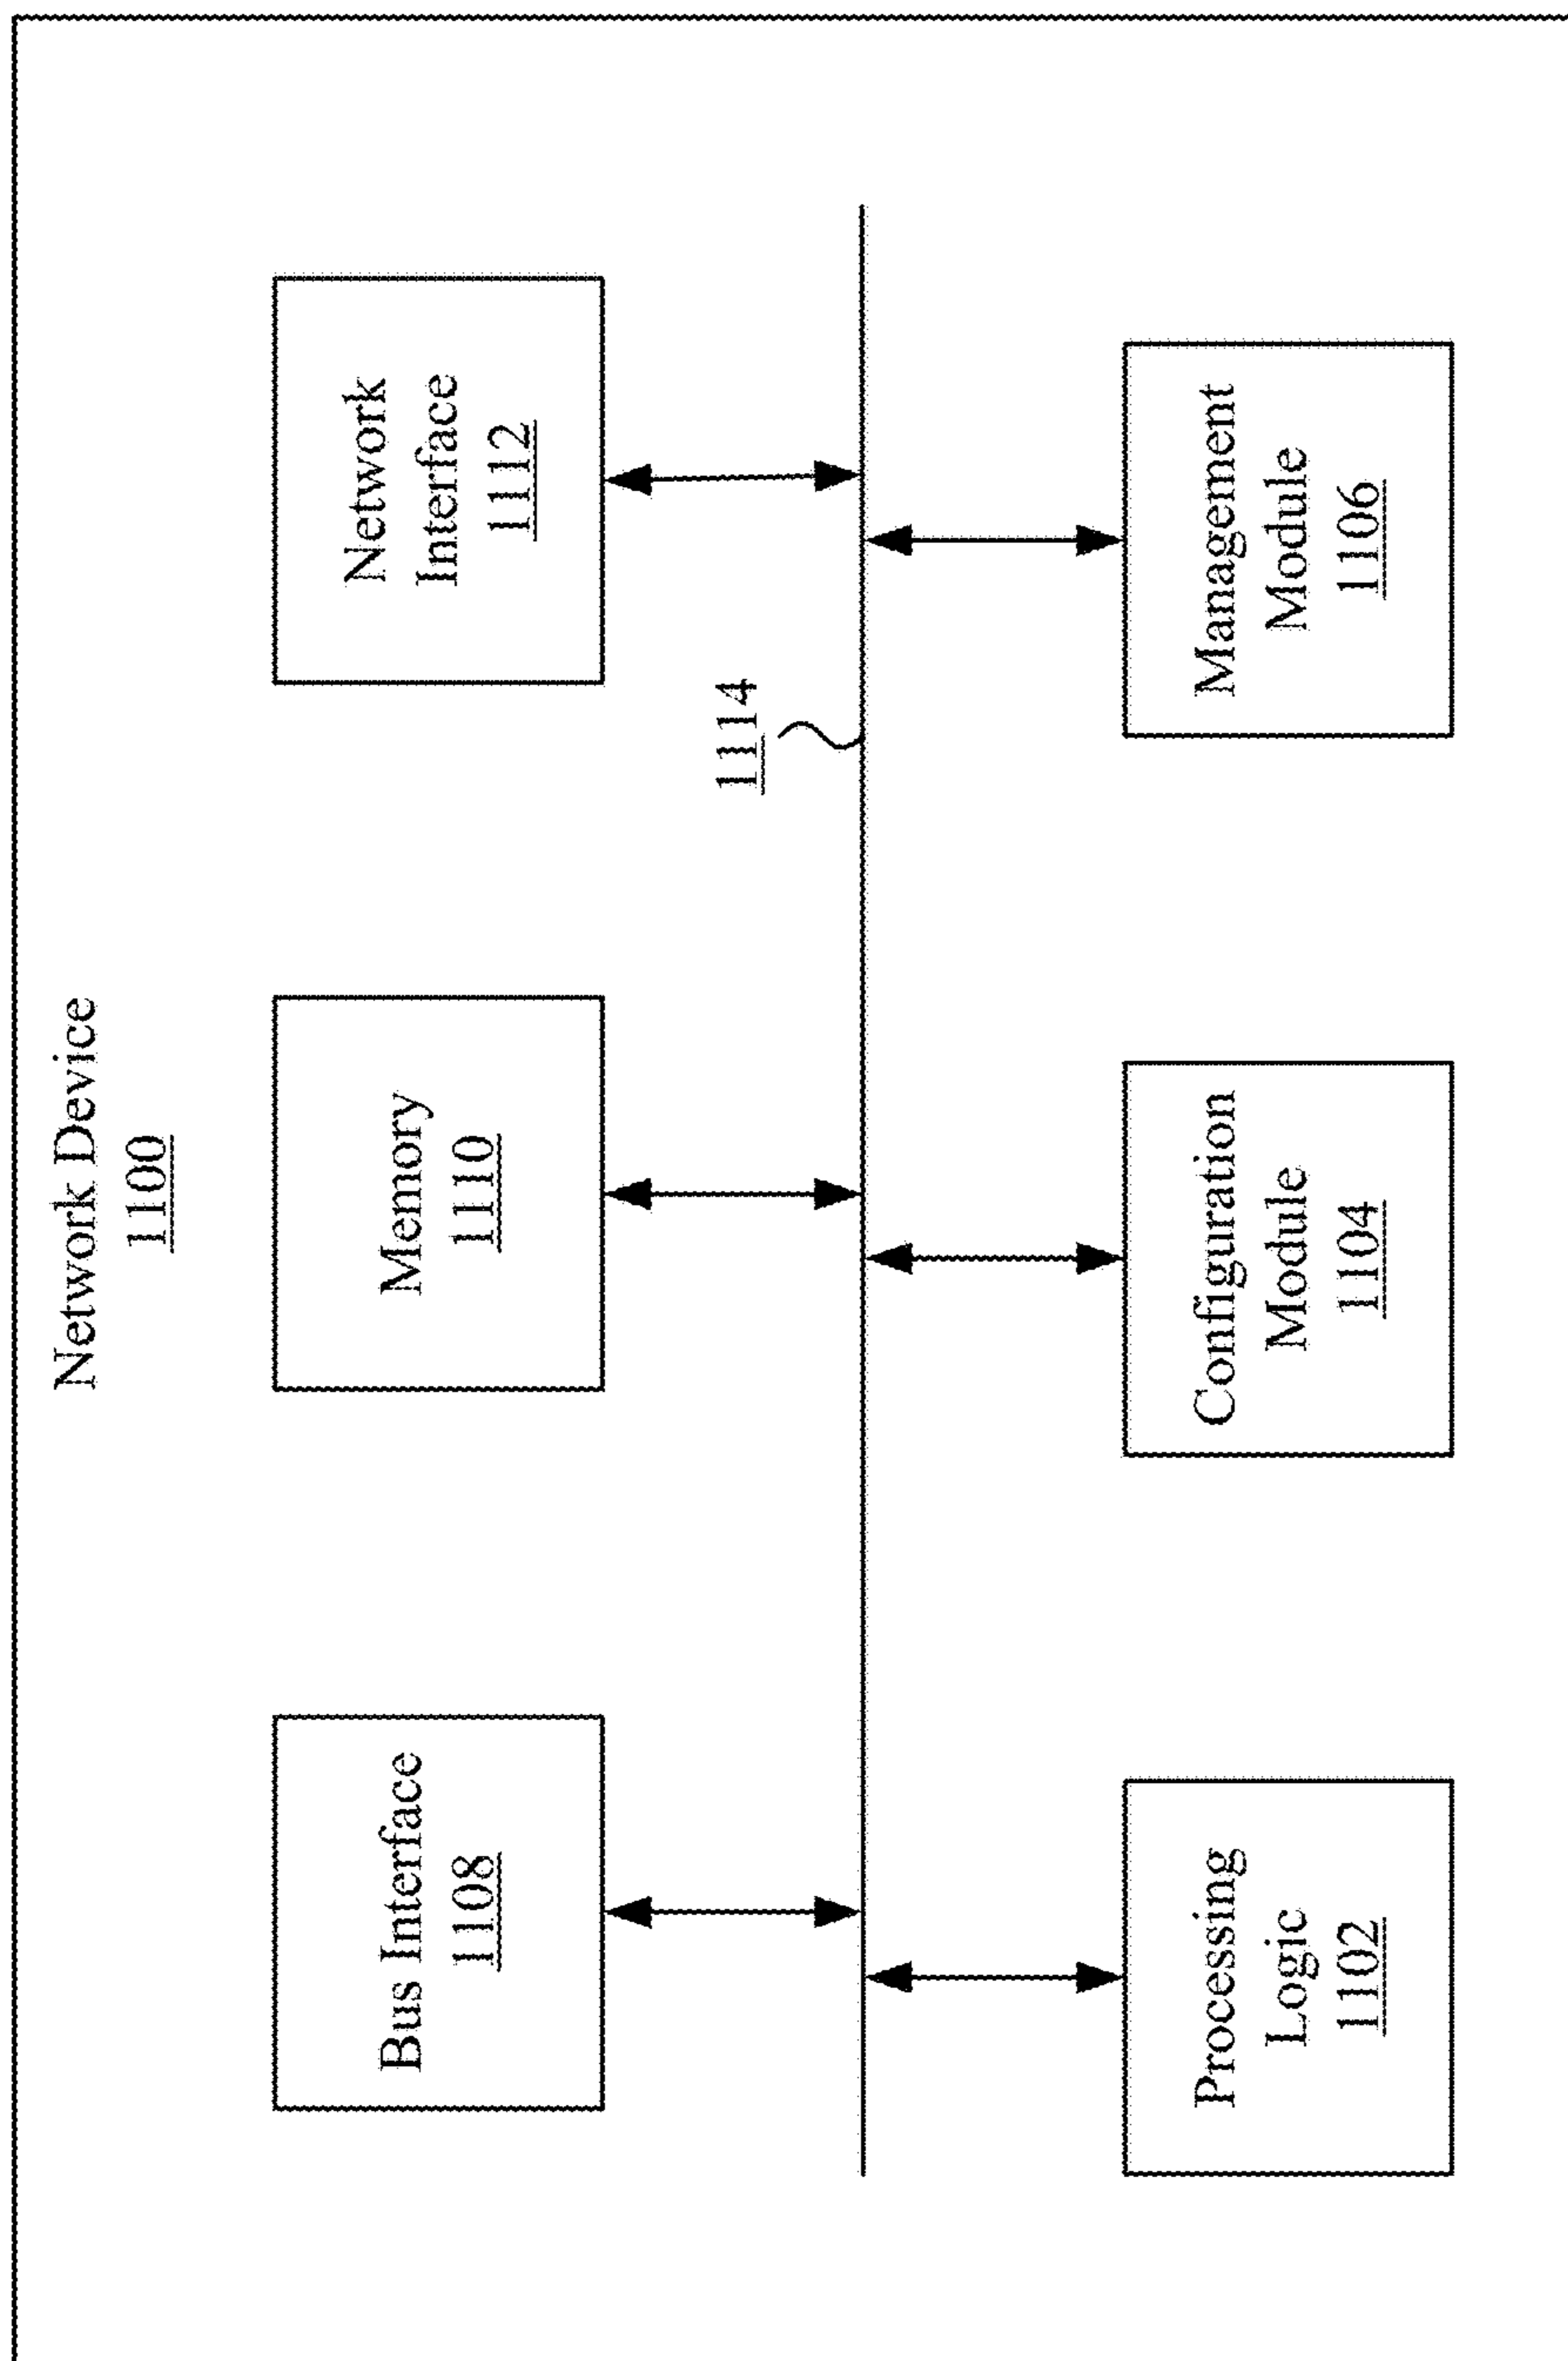 Network Device
1100
Bus Interface
1108
Memory
1110
Network
Interface
1112
1114
Processing
Logic
1102
Configuration
Module
1104
Management
Module
1106